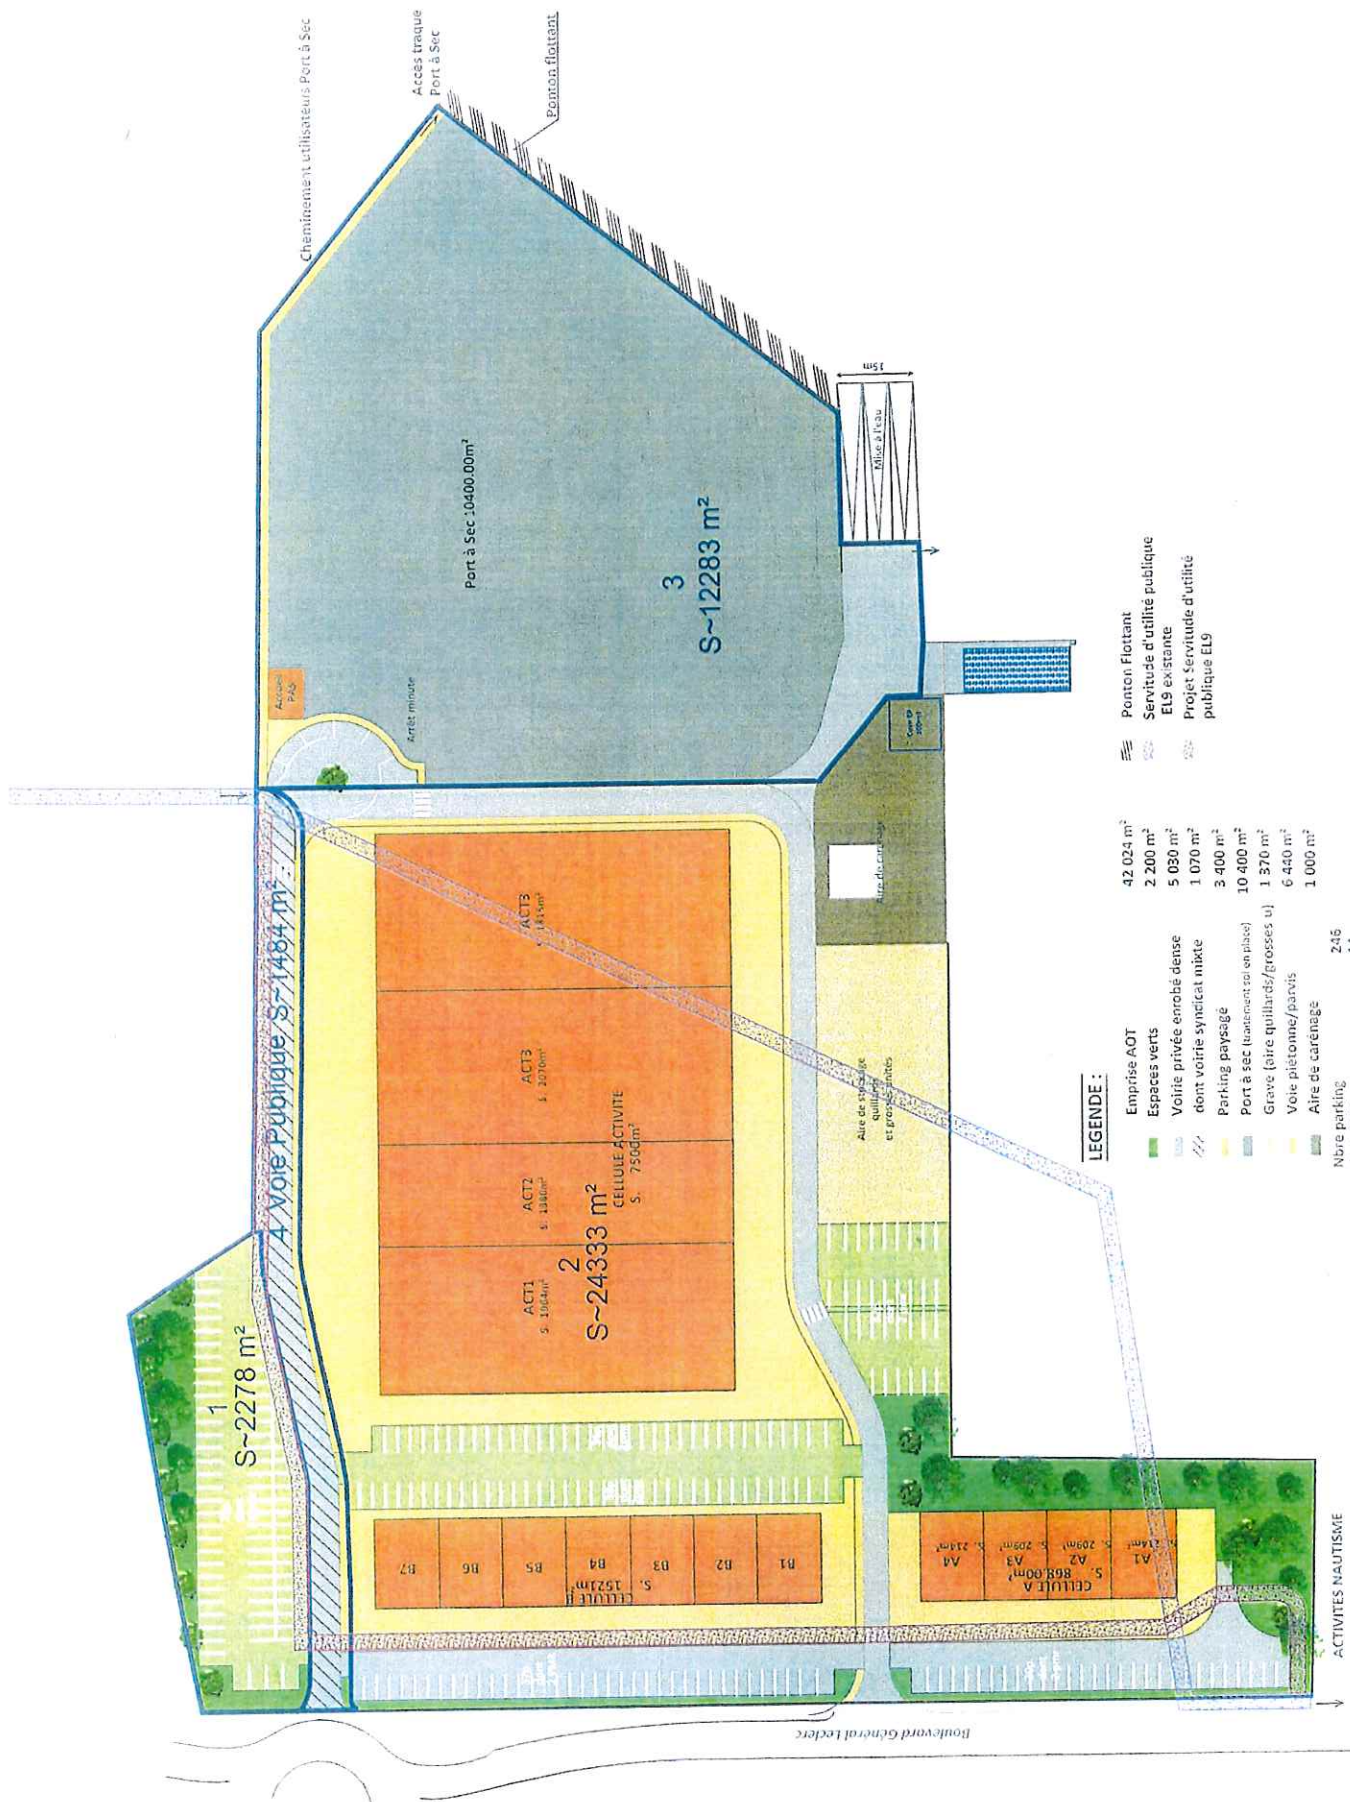 Cheminement utilisateurs Port à Sec
Accès traque
Port à Sec
Ponton flottant
Accueil
PAS
Arrêt minute
Port à Sec 10400.00m²
3
S~12283 m²
15m
Mise à l'eau
4 Voie Publique S~1484 m²
1
S~2278 m²
ACT1
S. 1964m²
ACT2
ACT3
S. 2070m²
ACT3
S. 1815m²
CELLULE ACTIVITE
S. 7500m²
2
S~24333 m²
Aire de carénage
Aire de stockage
quillards
et grosses unités
B7
B6
B5
B4
B3
B2
B1
CELLULE B
S. 1521m²
A4
S. 214m²
A3
S. 209m²
A2
S. 209m²
A1
S. 214m²
CELLULE A
S. 868.00m²
Boulevard Général Leclerc
ACTIVITES NAUTISME
LEGENDE :
Emprise AOT 42 024 m²
Espaces verts 2 200 m²
Voirie privée enrobé dense 5 030 m²
dont voirie syndicat mixte 1 070 m²
Parking paysagé 3 400 m²
Port à sec (traitement sol en place) 10 400 m²
Grave (aire quillards/grosses u) 1 370 m²
Voie piétonne/parvis 6 440 m²
Aire de carénage 1 000 m²
Nbre parking 246
Ponton Flottant
Servitude d'utilité publique
EL9 existante
Projet Servitude d'utilité
publique EL9